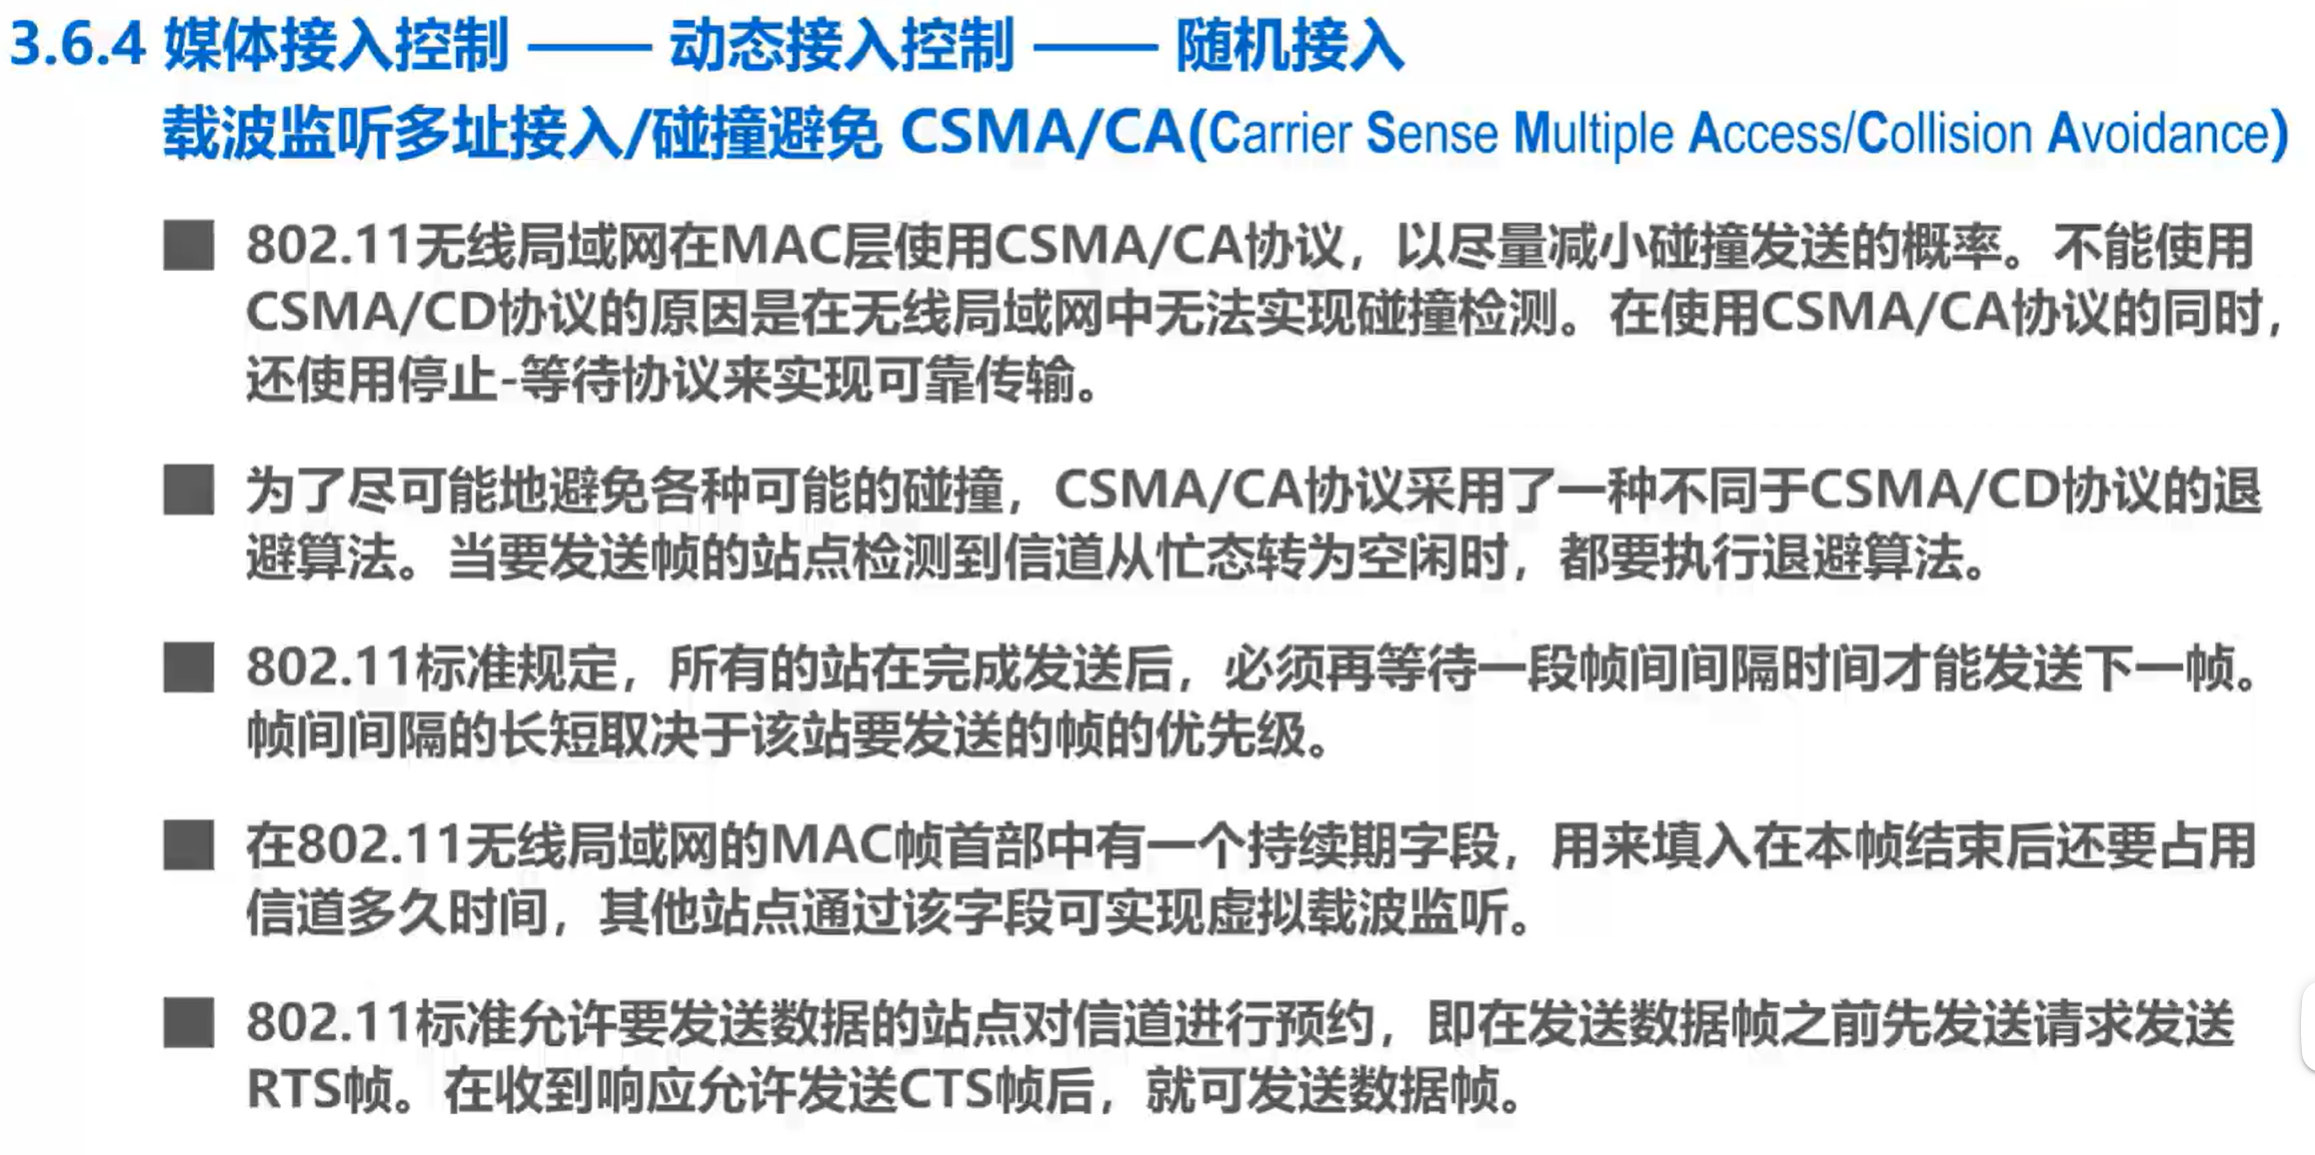 3.6.4 媒体接入控制 —— 动态接入控制 —— 随机接入
载波监听多址接入/碰撞避免 CSMA/CA(Carrier Sense Multiple Access/Collision Avoidance)
■ 802.11无线局域网在MAC层使用CSMA/CA协议，以尽量减小碰撞发送的概率。不能使用
CSMA/CD协议的原因是在无线局域网中无法实现碰撞检测。在使用CSMA/CA协议的同时，
还使用停止-等待协议来实现可靠传输。
■ 为了尽可能地避免各种可能的碰撞，CSMA/CA协议采用了一种不同于CSMA/CD协议的退
避算法。当要发送帧的站点检测到信道从忙态转为空闲时，都要执行退避算法。
■ 802.11标准规定，所有的站在完成发送后，必须再等待一段帧间间隔时间才能发送下一帧。
帧间间隔的长短取决于该站要发送的帧的优先级。
■ 在802.11无线局域网的MAC帧首部中有一个持续期字段，用来填入在本帧结束后还要占用
信道多久时间，其他站点通过该字段可实现虚拟载波监听。
■ 802.11标准允许要发送数据的站点对信道进行预约，即在发送数据帧之前先发送请求发送
RTS帧。在收到响应允许发送CTS帧后，就可发送数据帧。